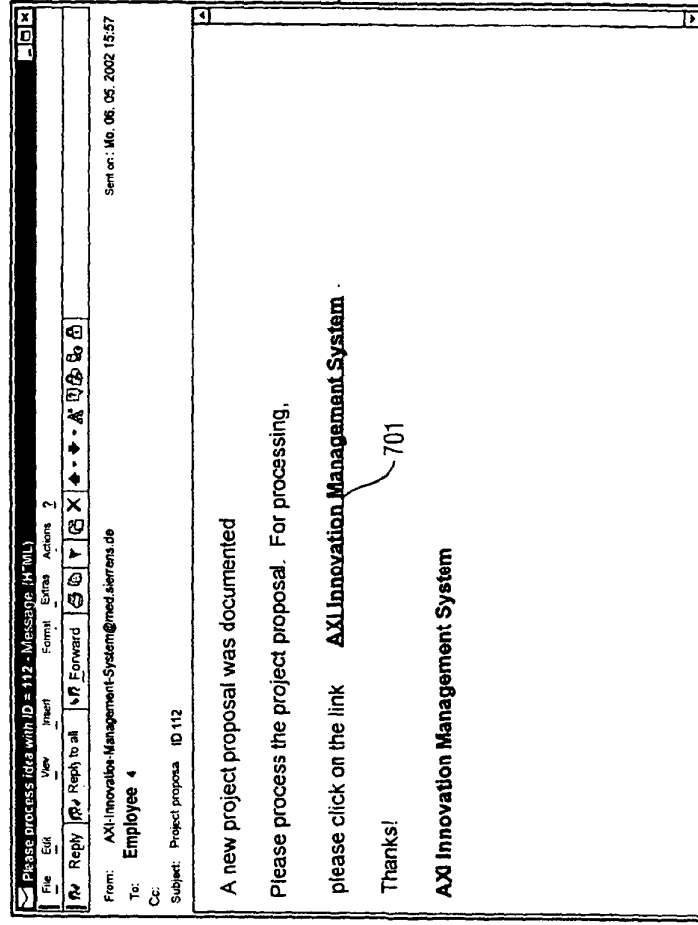 Please process idea with ID = 112 - Message (HTML)
File Edit View Insert Format Extras Actions ?
Reply Reply to all Forward
From: AXI-Innovation-Management-System@med.siemens.de
Sent on: Mo. 06. 05. 2002 15:57
To: Employee 4
Cc:
Subject: Project proposa ID 112
A new project proposal was documented
Please process the project proposal. For processing,
please click on the link AXI Innovation Management System .
701
Thanks!
AXI Innovation Management System